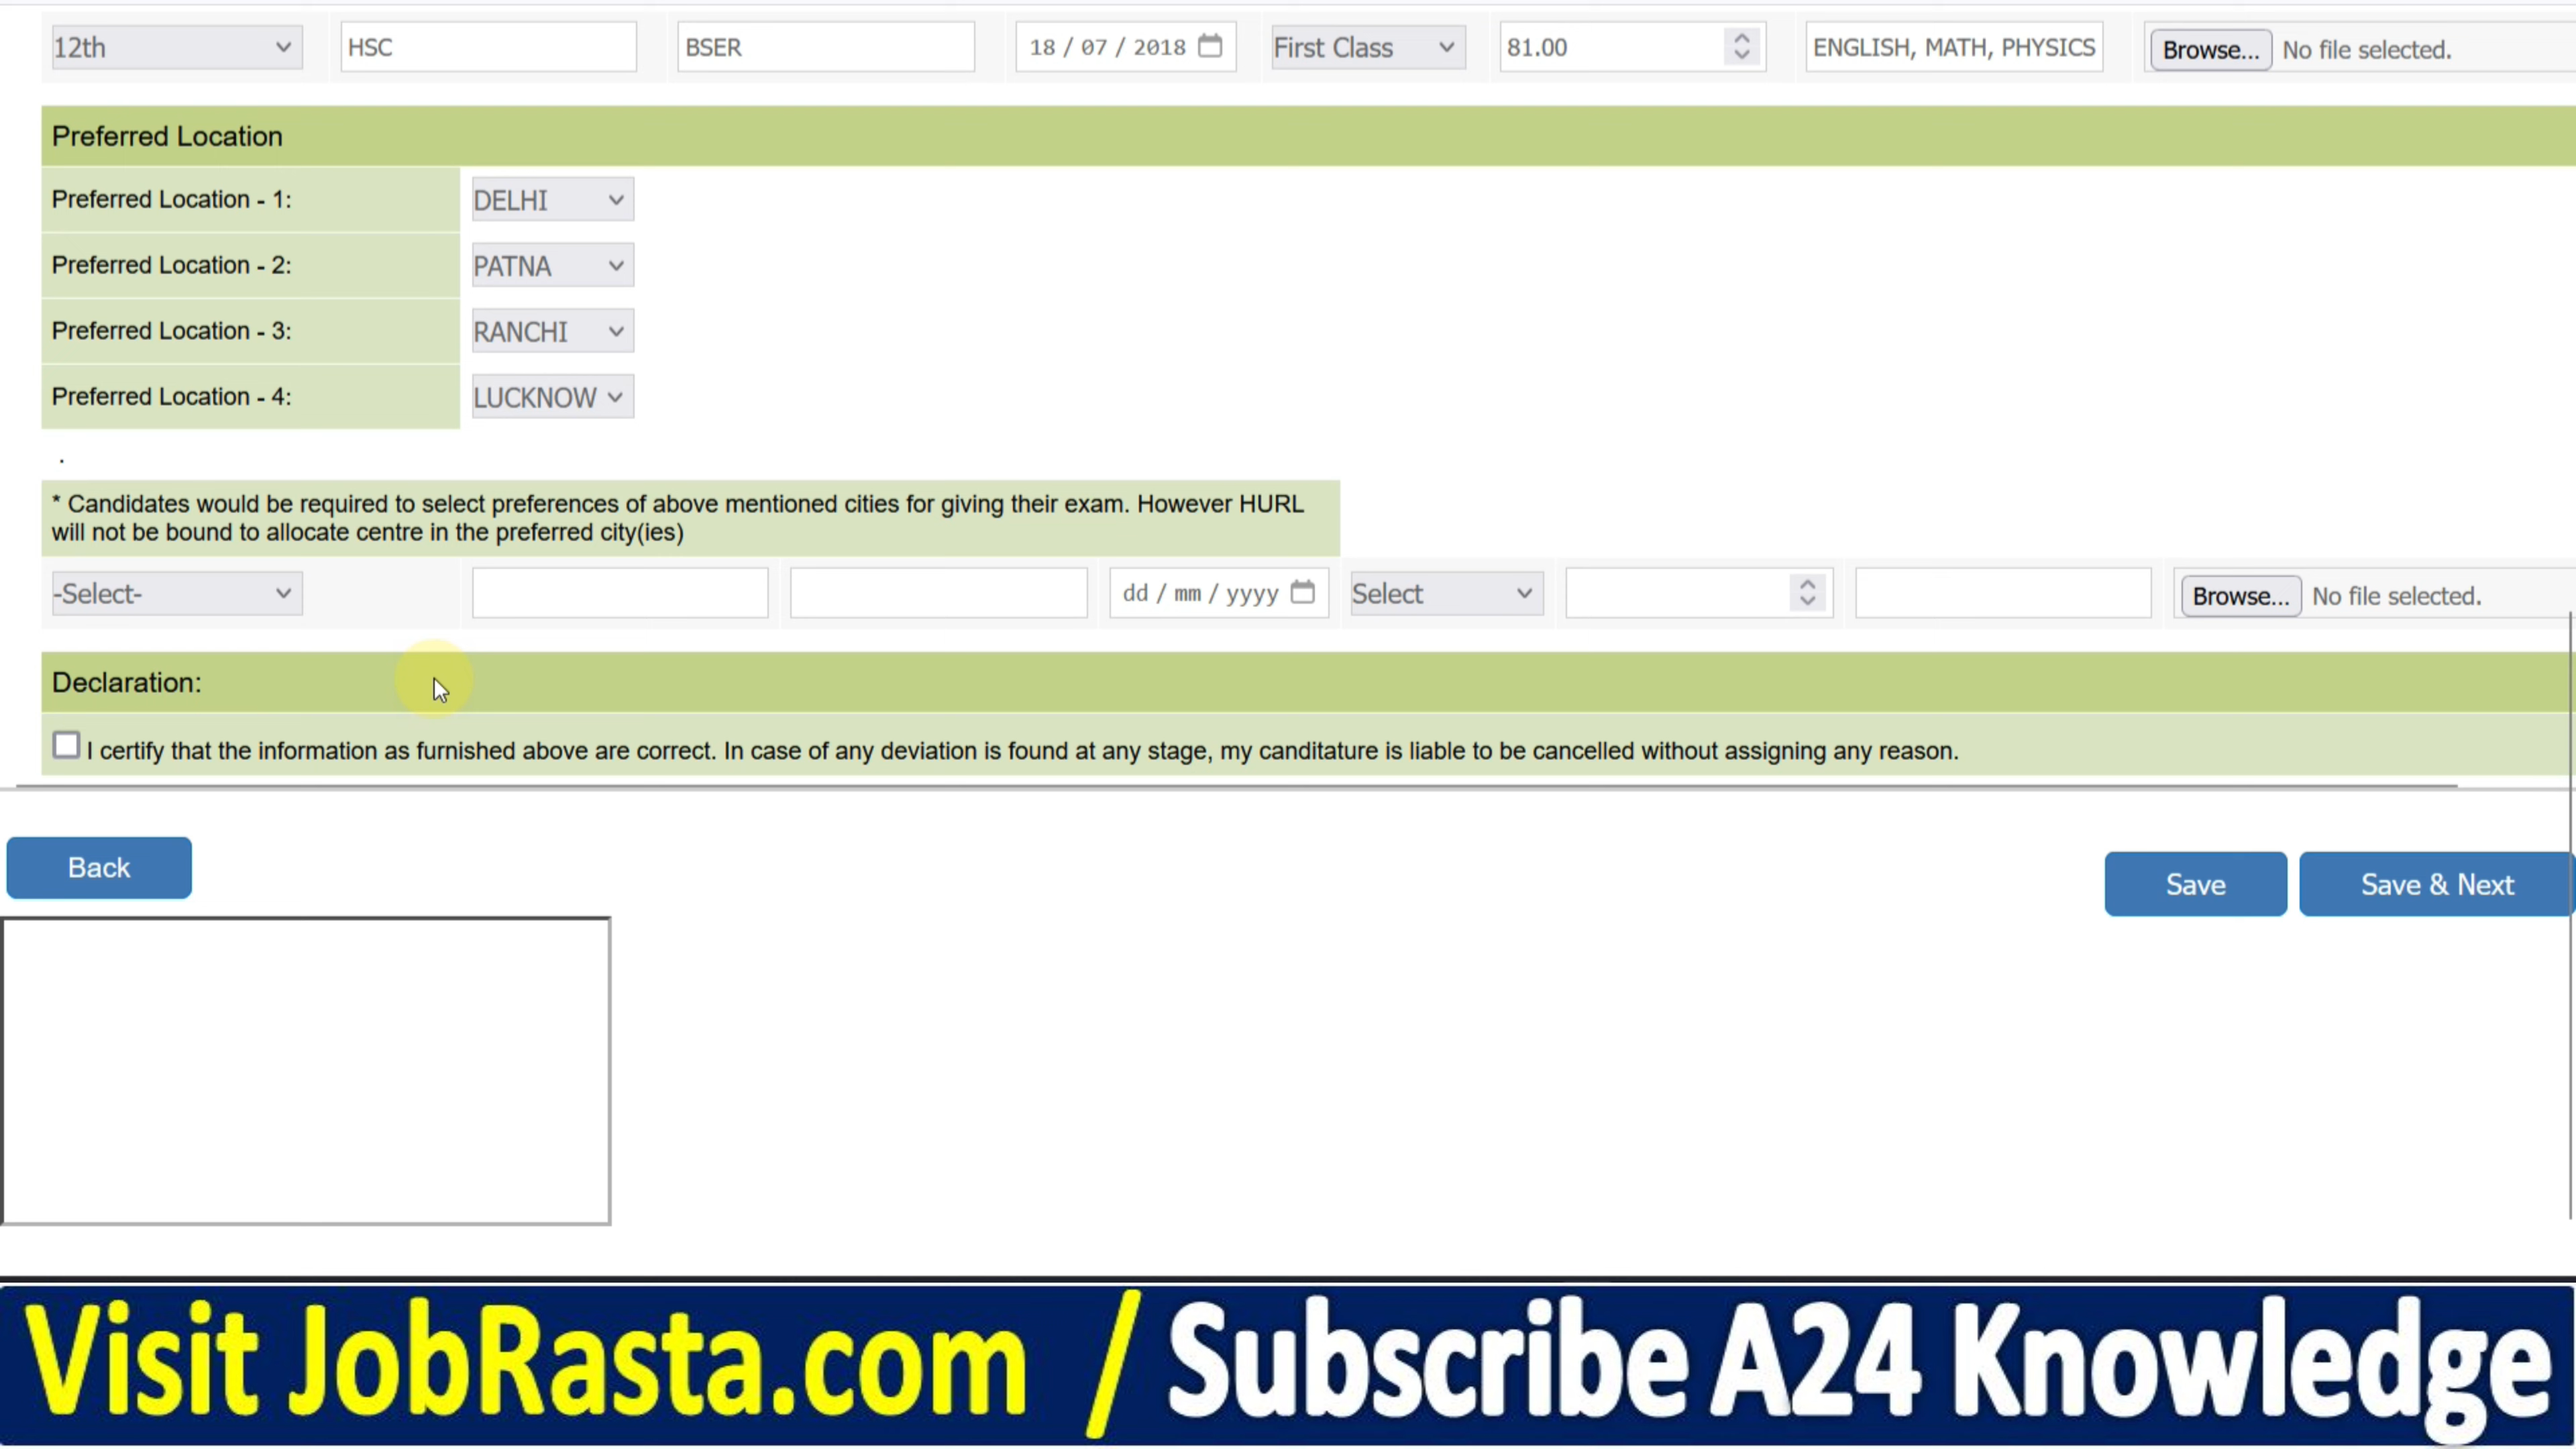 12th HSC BSER 18 / 07 / 2018 First Class 81.00 ENGLISH, MATH, PHYSICS Browse... No file selected.
Preferred Location
Preferred Location - 1: DELHI
Preferred Location - 2: PATNA
Preferred Location - 3: RANCHI
Preferred Location - 4: LUCKNOW
.
* Candidates would be required to select preferences of above mentioned cities for giving their exam. However HURL
will not be bound to allocate centre in the preferred city(ies)
-Select- dd / mm / yyyy Select Browse... No file selected.
Declaration:
I certify that the information as furnished above are correct. In case of any deviation is found at any stage, my canditature is liable to be cancelled without assigning any reason.
Back Save Save & Next
Visit JobRasta.com / Subscribe A24 Knowledge